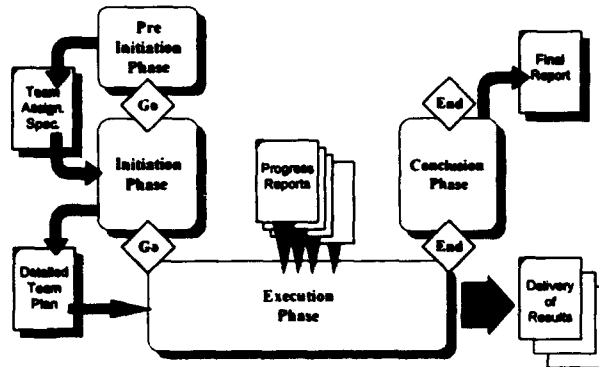 Pre
Initiation
Phase
Team
Assign.
Spec.
Go
Initiation
Phase
Go
Detailed
Team
Plan
Progress
Reports
Execution
Phase
End
Conclusion
Phase
End
Final
Report
Delivery
of
Results